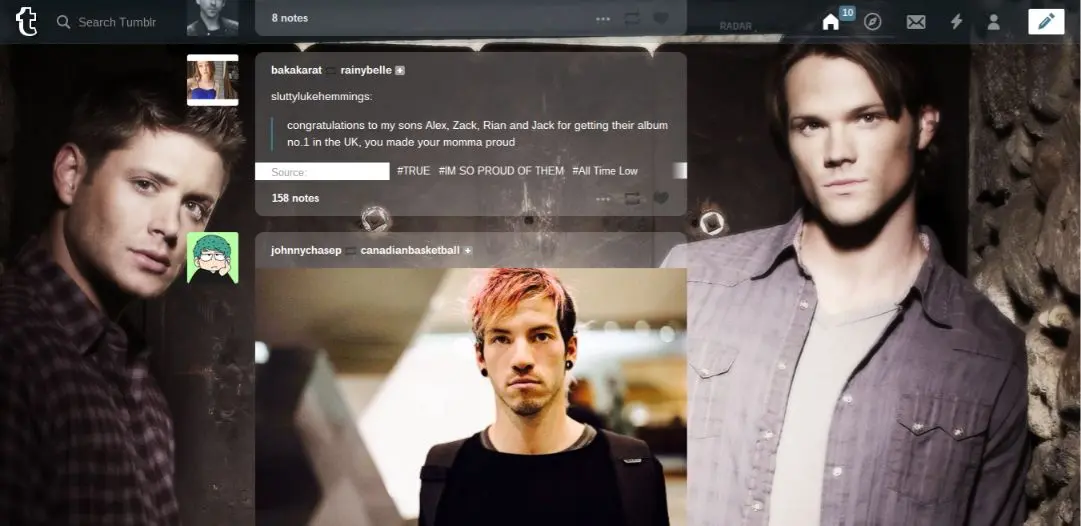 Search Tumblr
8 notes
RADAR
10
bakakarat rainybelle
sluttylukehemmings:
congratulations to my sons Alex, Zack, Rian and Jack for getting their album
no.1 in the UK, you made your momma proud
Source: #TRUE #IM SO PROUD OF THEM #All Time Low
158 notes
johnnychasep canadianbasketball